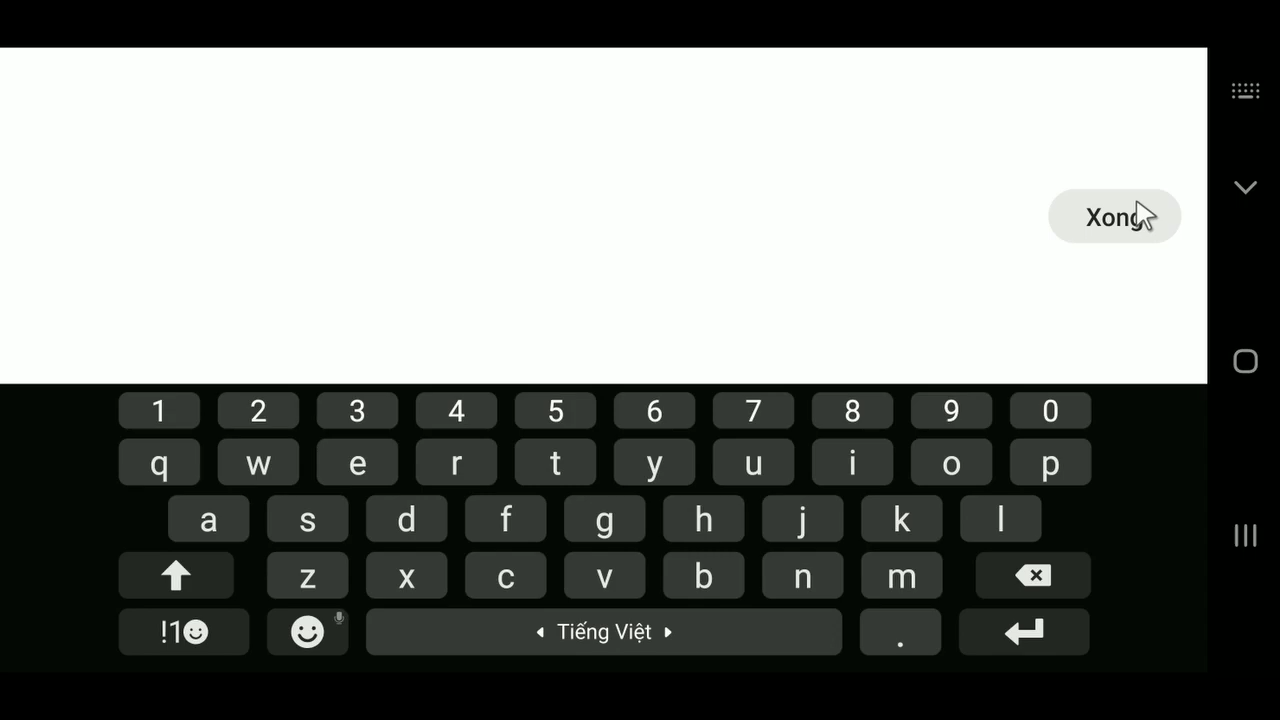 Xong
1 2 3 4 5 6 7 8 9 0
q w e r t y u i o p
a s d f g h j k l
z x c v b n m
!1 Tiếng Việt .